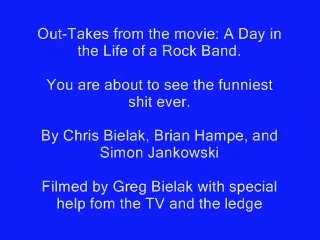 Out-Takes from the movie: A Day in
the Life of a Rock Band.
You are about to see the funniest
shit ever.
By Chris Bielak, Brian Hampe, and
Simon Jankowski
Filmed by Greg Bielak with special
help fom the TV and the ledge